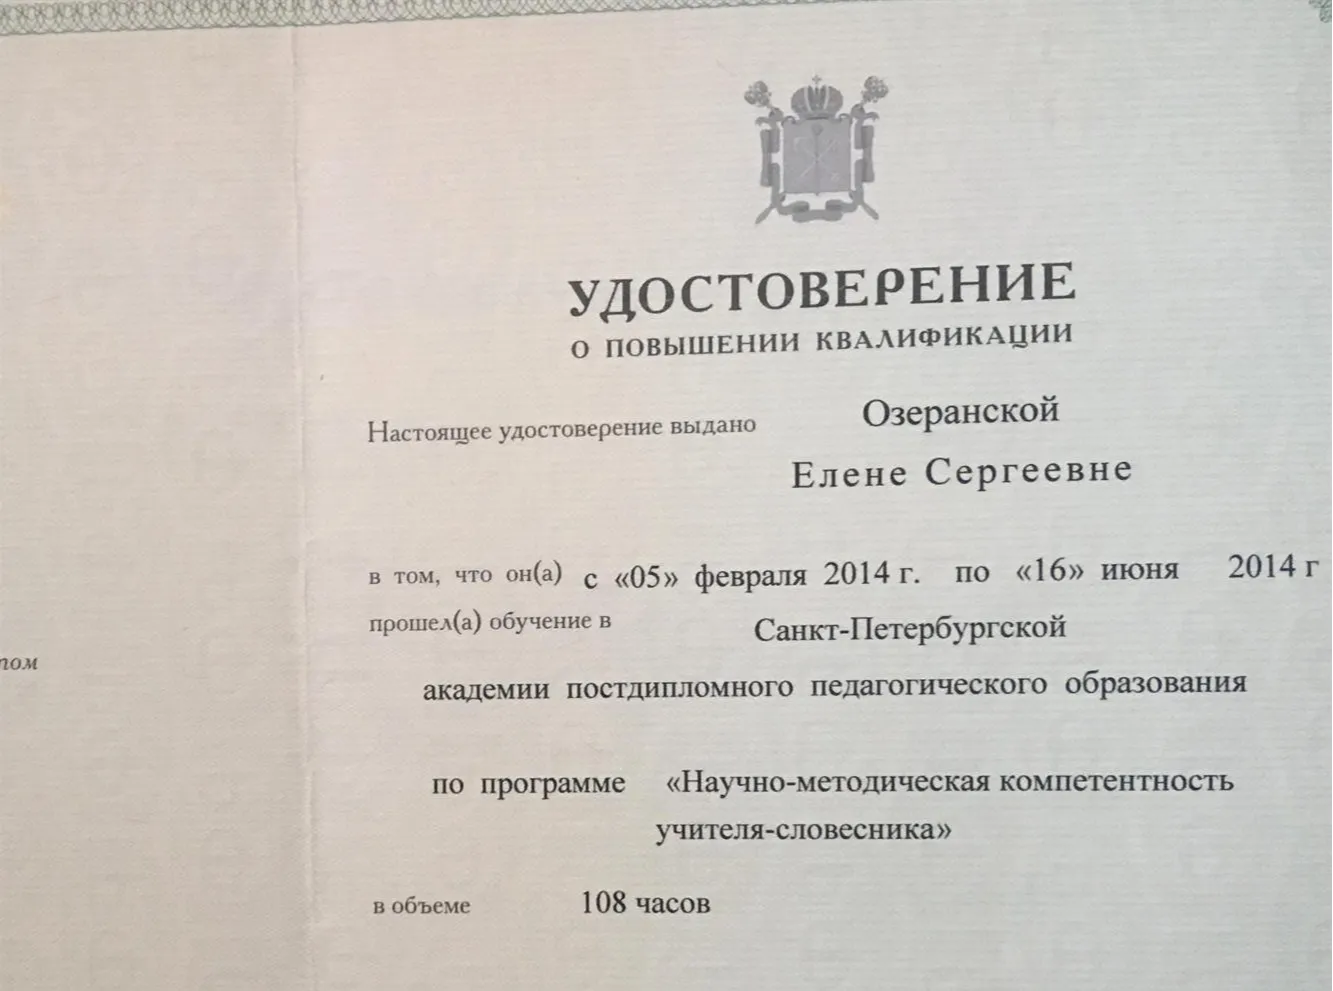 УДОСТОВЕРЕНИЕ
О ПОВЫШЕНИИ КВАЛИФИКАЦИИ
Настоящее удостоверение выдано Озеранской
Елене Сергеевне
в том, что он(а) с «05» февраля 2014 г. по «16» июня 2014 г
прошел(а) обучение в Санкт-Петербургской
академии постдипломного педагогического образования
по программе «Научно-методическая компетентность
учителя-словесника»
в объеме 108 часов